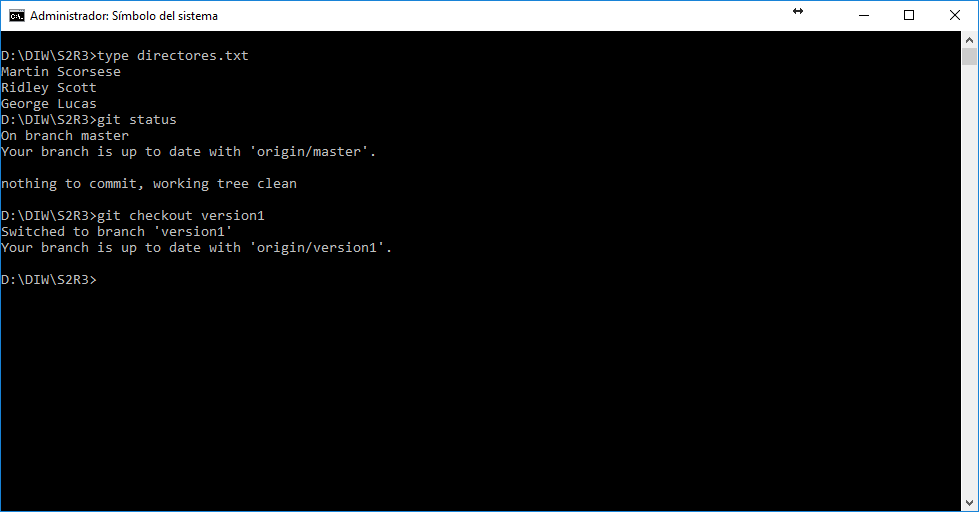 Administrador: Símbolo del sistema
D:\DIW\S2R3>type directores.txt
Martin Scorsese
Ridley Scott
George Lucas
D:\DIW\S2R3>git status
On branch master
Your branch is up to date with 'origin/master'.
nothing to commit, working tree clean
D:\DIW\S2R3>git checkout version1
Switched to branch 'version1'
Your branch is up to date with 'origin/version1'.
D:\DIW\S2R3>